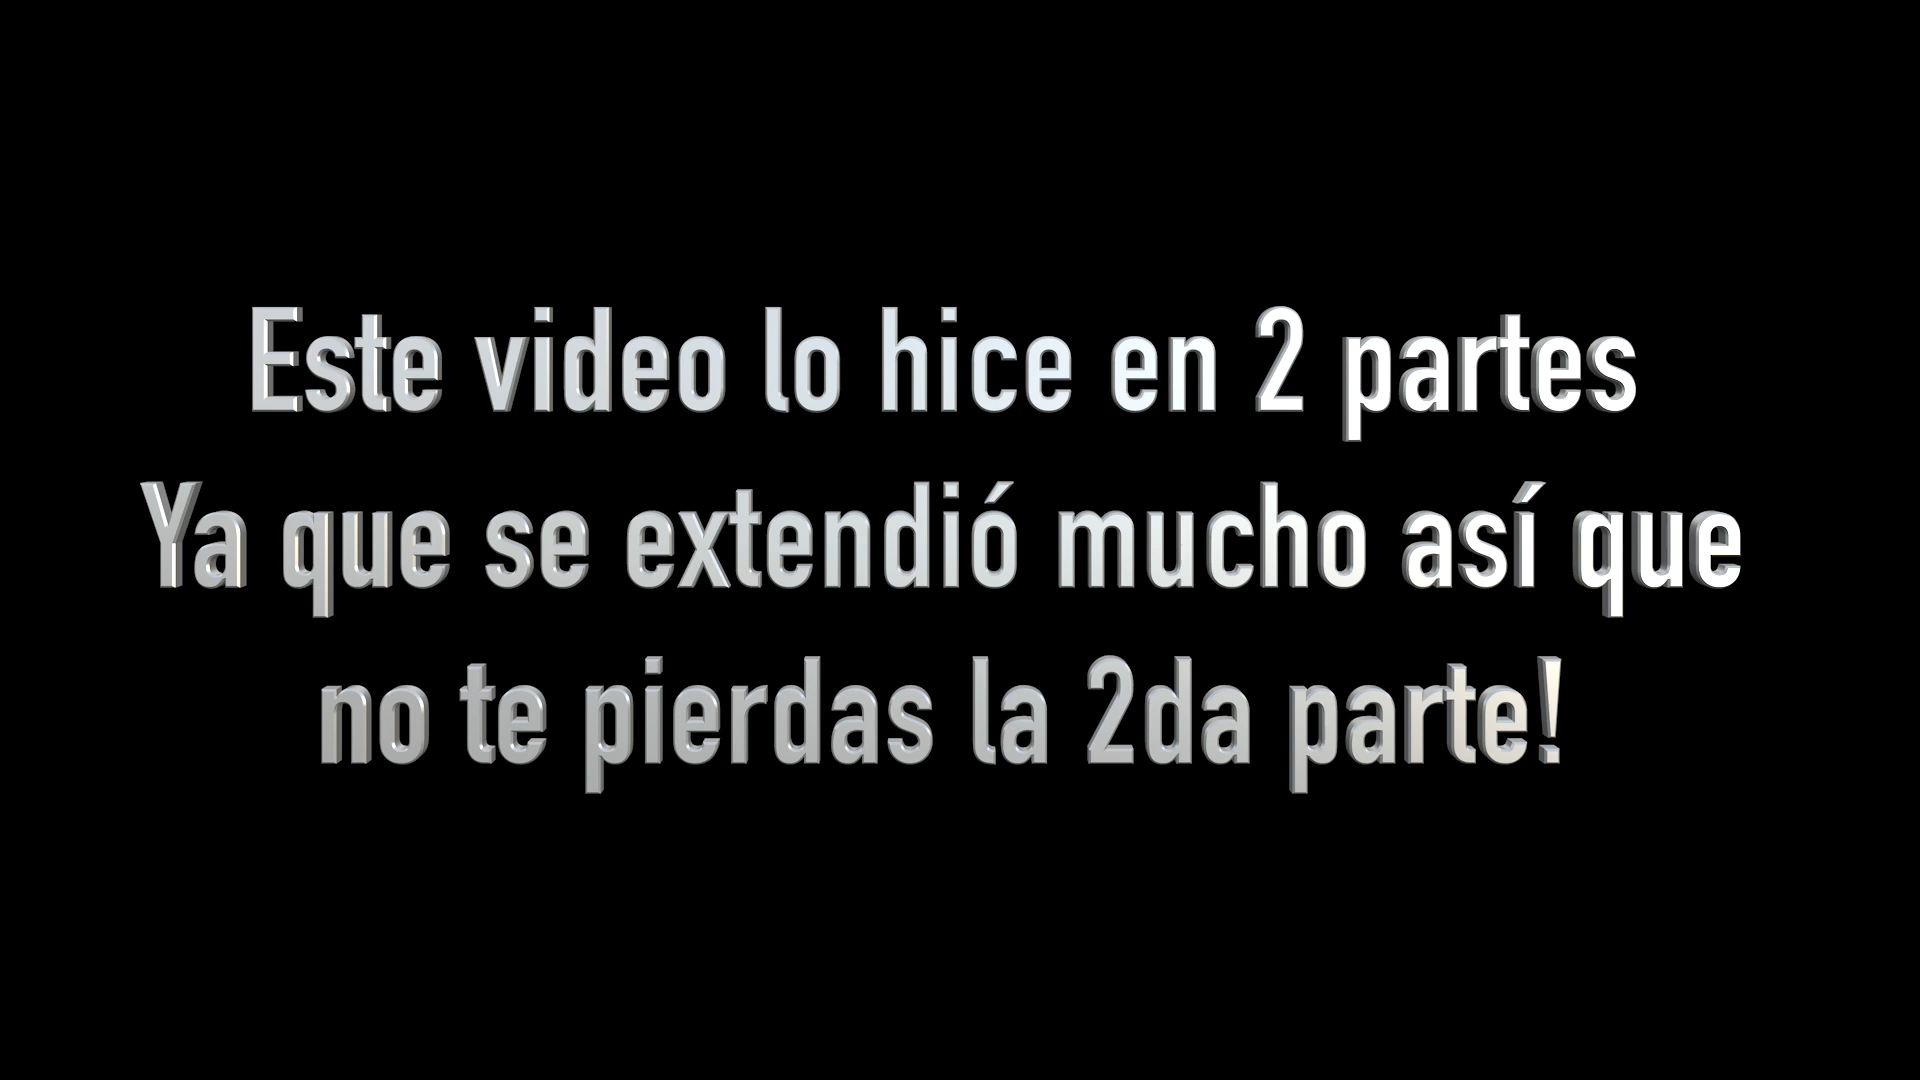 Este video lo hice en 2 partes
Ya que se extendió mucho así que
no te pierdas la 2da parte!